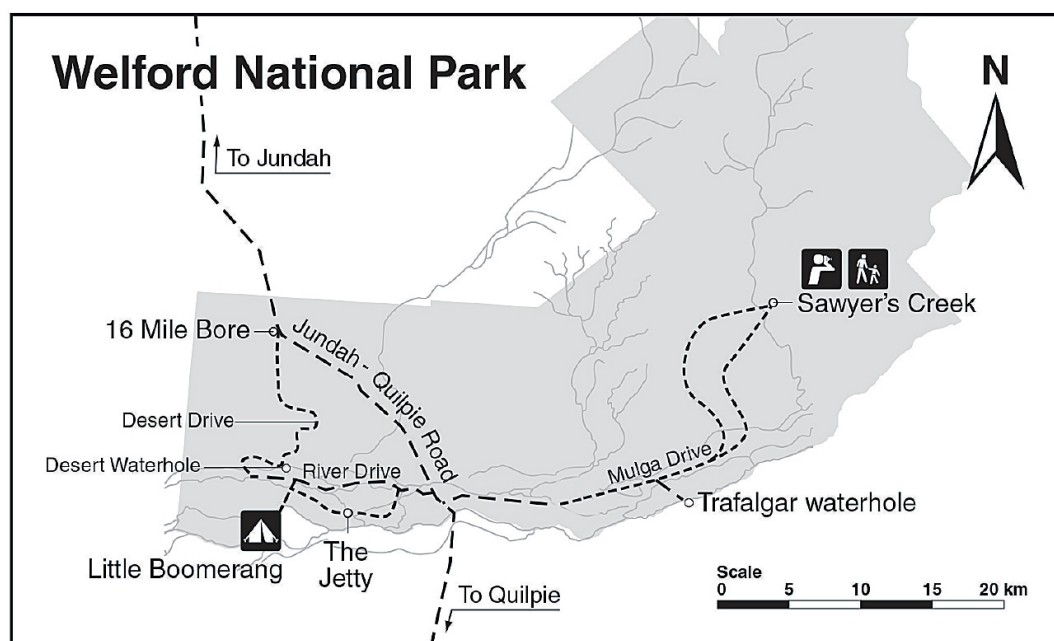 Welford National Park
N
To Jundah
Sawyer's Creek
16 Mile Bore
Jundah - Quilpie Road
Desert Drive
Desert Waterhole
River Drive
Mulga Drive
Trafalgar waterhole
Little Boomerang
The
Jetty
To Quilpie
Scale
0 5 10 15 20 km